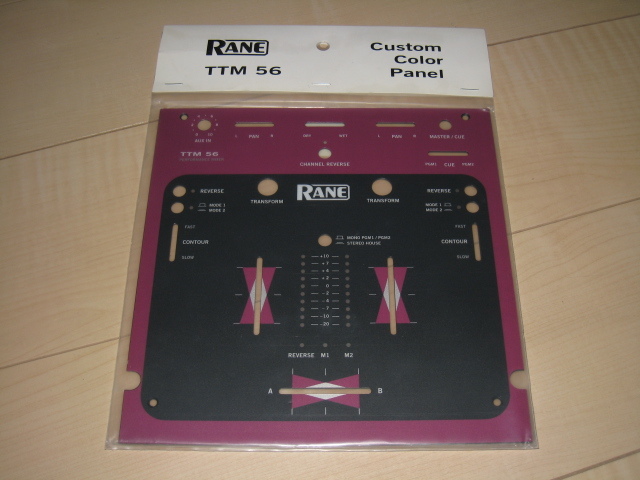 RANE
TTM 56
Custom
Color
Panel
AUX IN
L PAN R
DRY WET
L PAN R
MASTER / CUE
TTM 56
CHANNEL REVERSE
PGM1 CUE PGM2
REVERSE
TRANSFORM
RANE
TRANSFORM
REVERSE
MODE 1
MODE 2
MODE 1
MODE 2
FAST
CONTOUR
SLOW
MONO PGM1 / PGM2
STEREO HOUSE
FAST
CONTOUR
SLOW
+10
+7
+4
+2
0
-2
-4
-7
-10
-20
REVERSE M1 M2
A B